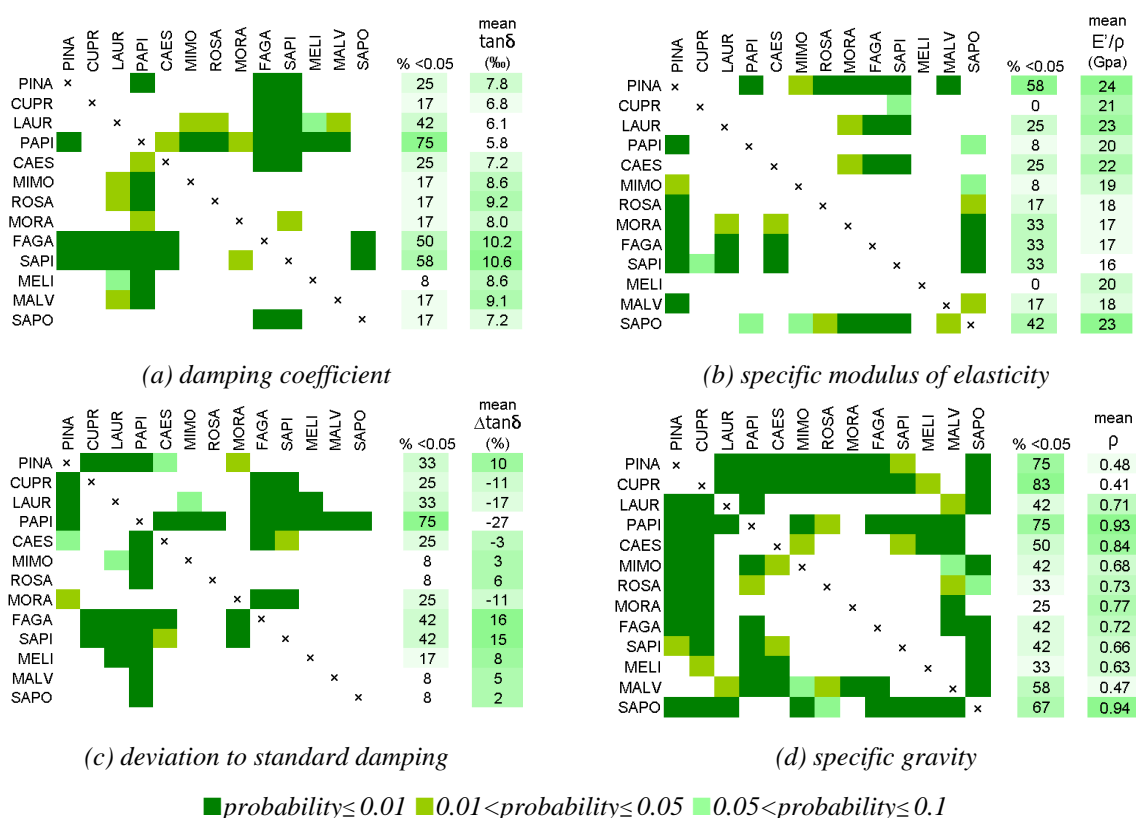 mean
tanδ
(‰)
% <0.05
PINA CUPR LAUR PAPI CAES MIMO ROSA MORA FAGA SAPI MELI MALV SAPO
PINA × 25 7.8
CUPR × 17 6.8
LAUR × 42 6.1
PAPI × 75 5.8
CAES × 25 7.2
MIMO × 17 8.6
ROSA × 17 9.2
MORA × 17 8.0
FAGA × 50 10.2
SAPI × 58 10.6
MELI × 8 8.6
MALV × 17 9.1
SAPO × 17 7.2
(a) damping coefficient
mean
E'/ρ
(Gpa)
% <0.05
PINA CUPR LAUR PAPI CAES MIMO ROSA MORA FAGA SAPI MELI MALV SAPO
PINA × 58 24
CUPR × 0 21
LAUR × 25 23
PAPI × 8 20
CAES × 25 22
MIMO × 8 19
ROSA × 17 18
MORA × 33 17
FAGA × 33 17
SAPI × 33 16
MELI × 0 20
MALV × 17 18
SAPO × 42 23
(b) specific modulus of elasticity
mean
Δtanδ
(%)
% <0.05
PINA CUPR LAUR PAPI CAES MIMO ROSA MORA FAGA SAPI MELI MALV SAPO
PINA × 33 10
CUPR × 25 -11
LAUR × 33 -17
PAPI × 75 -27
CAES × 25 -3
MIMO × 8 3
ROSA × 8 6
MORA × 25 -11
FAGA × 42 16
SAPI × 42 15
MELI × 17 8
MALV × 8 5
SAPO × 8 2
(c) deviation to standard damping
mean
ρ
% <0.05
PINA CUPR LAUR PAPI CAES MIMO ROSA MORA FAGA SAPI MELI MALV SAPO
PINA × 75 0.48
CUPR × 83 0.41
LAUR × 42 0.71
PAPI × 75 0.93
CAES × 50 0.84
MIMO × 42 0.68
ROSA × 33 0.73
MORA × 25 0.77
FAGA × 42 0.72
SAPI × 42 0.66
MELI × 33 0.63
MALV × 58 0.47
SAPO × 67 0.94
(d) specific gravity
probability≤ 0.01 0.01<probability≤ 0.05 0.05<probability≤ 0.1